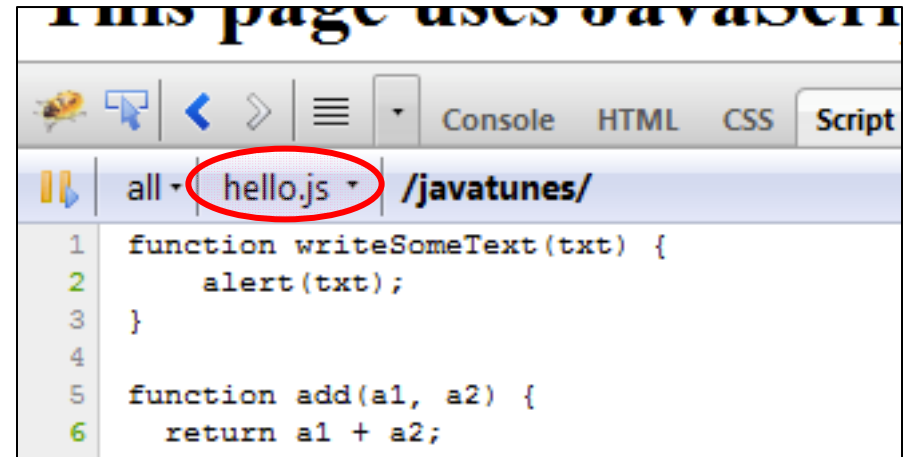 This page uses JavaScri
Console HTML CSS Script
all hello.js /javatunes/
1 function writeSomeText(txt) {
2 alert(txt);
3 }
4
5 function add(a1, a2) {
6 return a1 + a2;